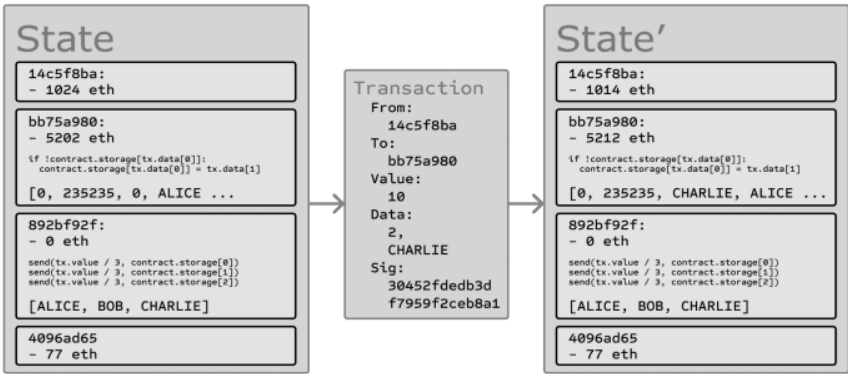 State
14c5f8ba:
- 1024 eth
bb75a980:
- 5202 eth
if !contract.storage[tx.data[0]]:
contract.storage[tx.data[0]] = tx.data[1]
[0, 235235, 0, ALICE ...
892bf92f:
- 0 eth
send(tx.value / 3, contract.storage[0])
send(tx.value / 3, contract.storage[1])
send(tx.value / 3, contract.storage[2])
[ALICE, BOB, CHARLIE]
4096ad65
- 77 eth
Transaction
From:
14c5f8ba
To:
bb75a980
Value:
10
Data:
2,
CHARLIE
Sig:
30452fdedb3d
f7959f2ceb8a1
State′
14c5f8ba:
- 1014 eth
bb75a980:
- 5212 eth
if !contract.storage[tx.data[0]]:
contract.storage[tx.data[0]] = tx.data[1]
[0, 235235, CHARLIE, ALICE ...
892bf92f:
- 0 eth
send(tx.value / 3, contract.storage[0])
send(tx.value / 3, contract.storage[1])
send(tx.value / 3, contract.storage[2])
[ALICE, BOB, CHARLIE]
4096ad65
- 77 eth